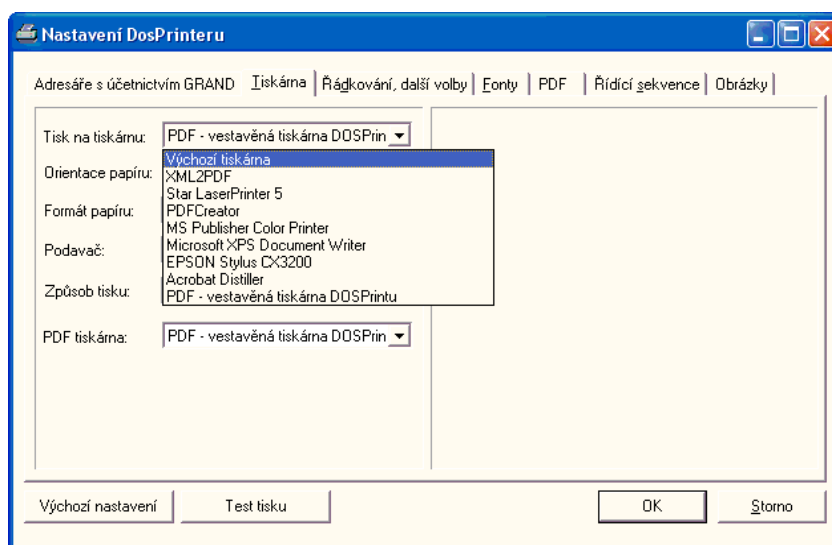 Nastavení DosPrinteru
Adresáře s účetnictvím GRAND Tiskárna Řádkování, další volby Fonty PDF Řídící sekvence Obrázky
Tisk na tiskárnu: PDF - vestavěná tiskárna DOSPrin
Výchozí tiskárna
Orientace papíru: XML2PDF
Star LaserPrinter 5
Formát papíru: PDFCreator
MS Publisher Color Printer
Podavač: Microsoft XPS Document Writer
EPSON Stylus CX3200
Acrobat Distiller
Způsob tisku: PDF - vestavěná tiskárna DOSPrintu
PDF tiskárna: PDF - vestavěná tiskárna DOSPrin
Výchozí nastavení Test tisku OK Storno